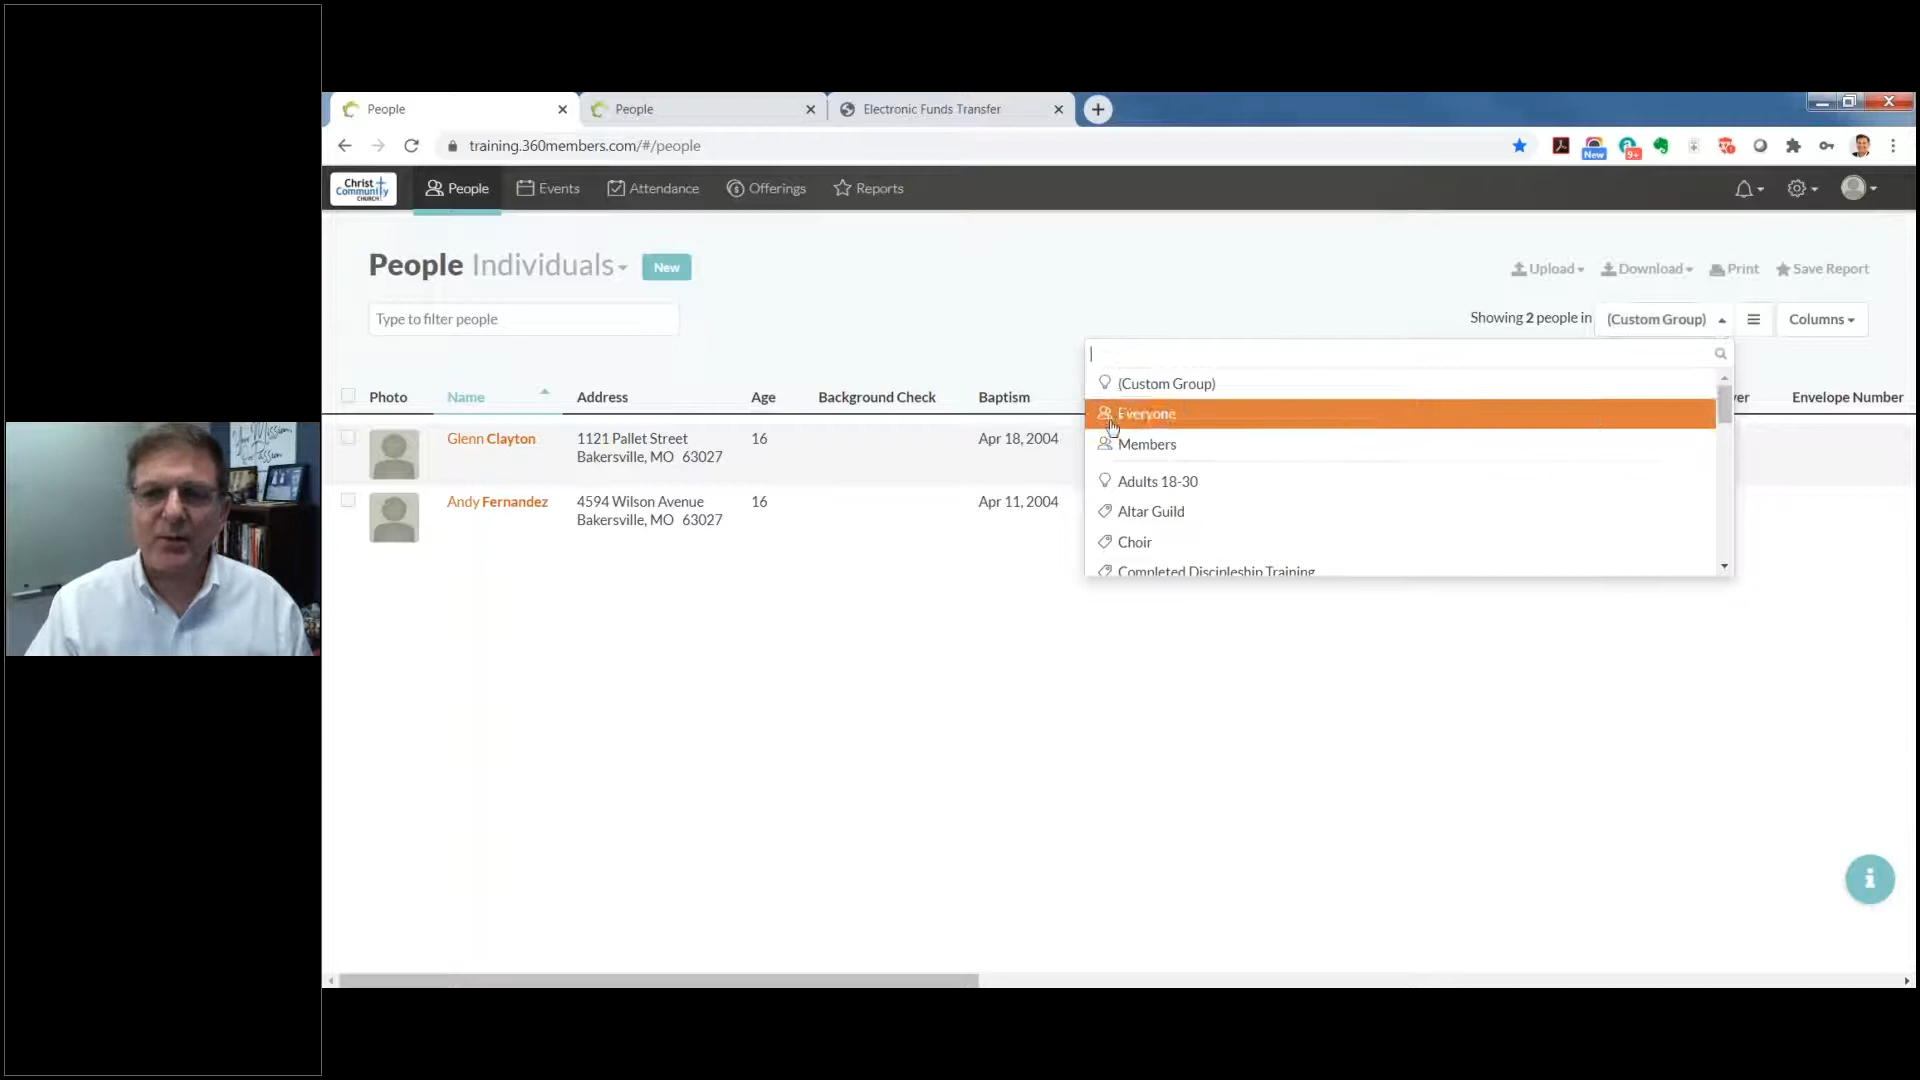 People
People
Electronic Funds Transfer
training.360members.com/#/people
New
9+
Christ
Community
CHURCH
People
Events
Attendance
Offerings
Reports
People Individuals
New
Upload
Download
Print
Save Report
Type to filter people
Showing 2 people in
(Custom Group)
Columns
(Custom Group)
Everyone
Members
Adults 18-30
Altar Guild
Choir
Completed Discipleship Training
Photo
Name
Address
Age
Background Check
Baptism
er
Envelope Number
Glenn Clayton
1121 Pallet Street
Bakersville, MO 63027
16
Apr 18, 2004
Andy Fernandez
4594 Wilson Avenue
Bakersville, MO 63027
16
Apr 11, 2004